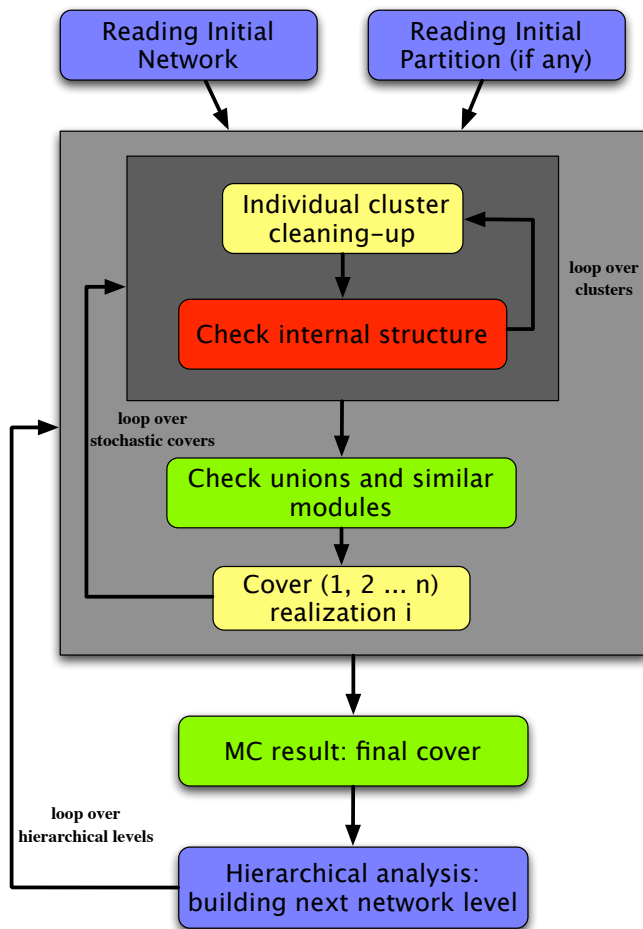 Reading Initial
Network
Reading Initial
Partition (if any)
Individual cluster
cleaning-up
loop over
clusters
Check internal structure
loop over
stochastic covers
Check unions and similar
modules
Cover (1, 2 ... n)
realization i
MC result: final cover
loop over
hierarchical levels
Hierarchical analysis:
building next network level